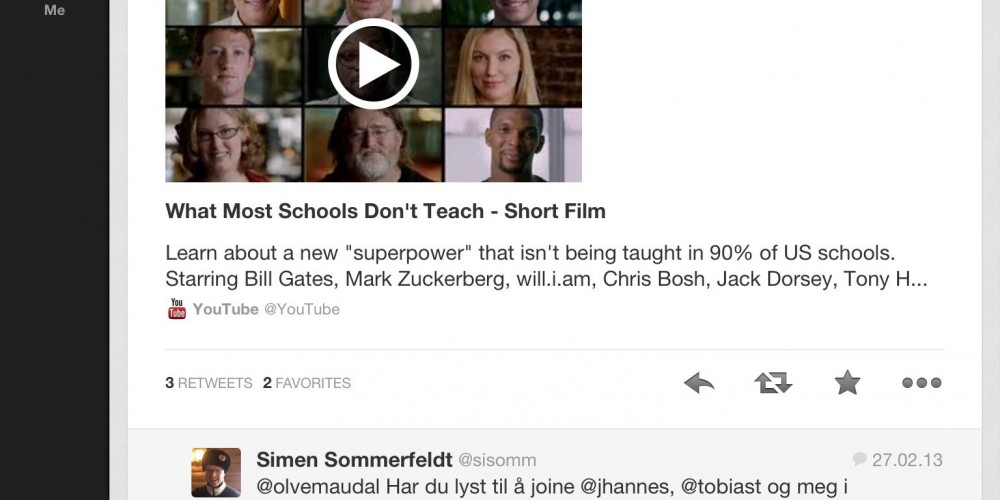 Me
What Most Schools Don't Teach - Short Film
Learn about a new "superpower" that isn't being taught in 90% of US schools.
Starring Bill Gates, Mark Zuckerberg, will.i.am, Chris Bosh, Jack Dorsey, Tony H...
You Tube YouTube @YouTube
3 RETWEETS 2 FAVORITES
Simen Sommerfeldt @sisomm 27.02.13
@olvemaudal Har du lyst til å joine @jhannes, @tobiast og meg i